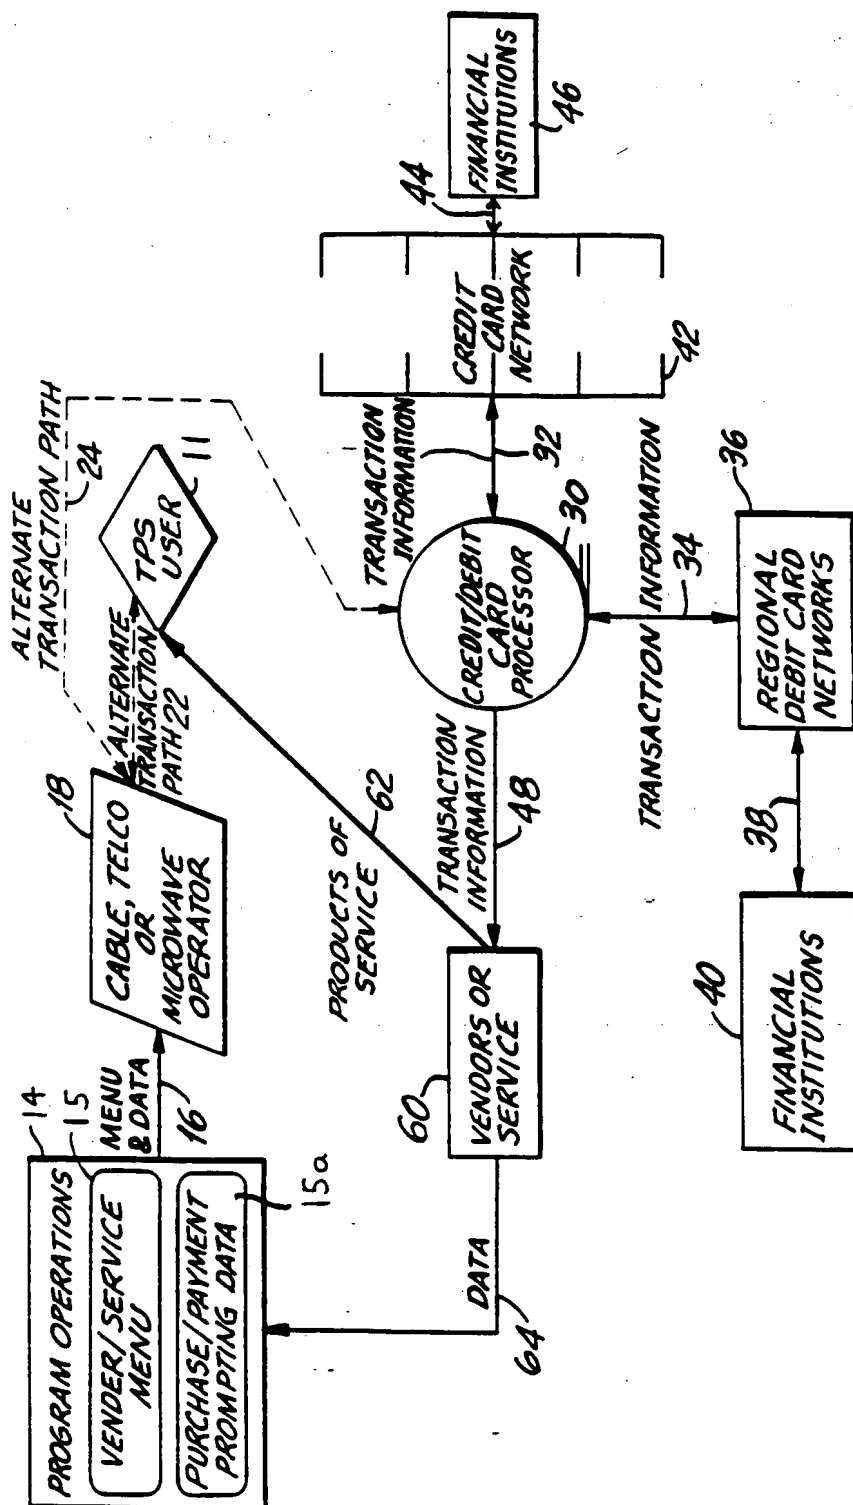 PROGRAM OPERATIONS
14
VENDER/SERVICE
MENU
15
PURCHASE/PAYMENT
PROMPTING DATA
15a
MENU
& DATA
16
CABLE, TELCO
OR
MICROWAVE
OPERATOR
18
ALTERNATE
TRANSACTION
PATH 22
ALTERNATE
TRANSACTION PATH
24
TPS
USER
11
PRODUCTS OF
SERVICE
62
DATA
64
VENDORS OR
SERVICE
60
TRANSACTION
INFORMATION
48
CREDIT/DEBIT
CARD
PROCESSOR
30
TRANSACTION
INFORMATION
32
CREDIT
CARD
NETWORK
42
44
FINANCIAL
INSTITUTIONS
46
TRANSACTION INFORMATION
34
REGIONAL
DEBIT CARD
NETWORKS
36
38
FINANCIAL
INSTITUTIONS
40